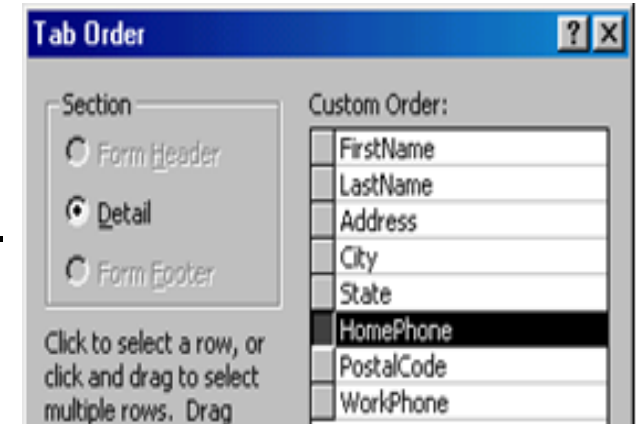 Tab Order
Section
Form Header
Detail
Form Footer
Click to select a row, or
click and drag to select
multiple rows. Drag
Custom Order:
FirstName
LastName
Address
City
State
HomePhone
PostalCode
WorkPhone